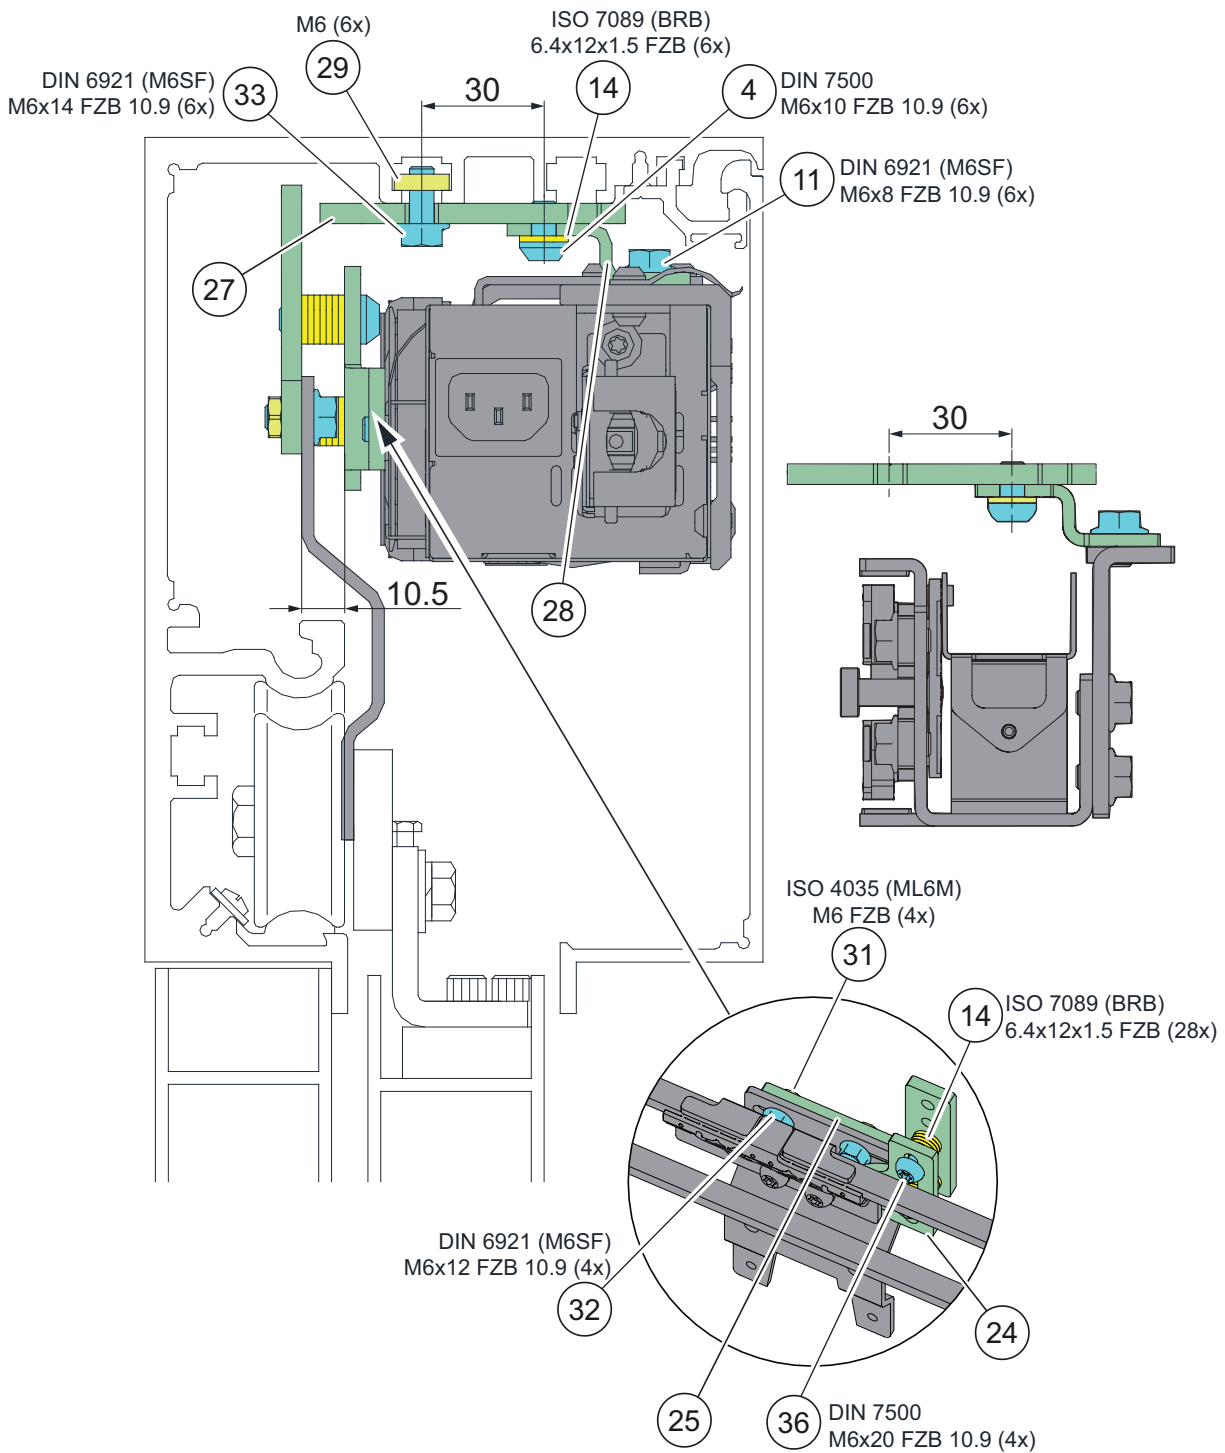 M6 (6x)
29
ISO 7089 (BRB)
6.4x12x1.5 FZB (6x)
14
DIN 6921 (M6SF)
M6x14 FZB 10.9 (6x)
33
30
4
DIN 7500
M6x10 FZB 10.9 (6x)
11
DIN 6921 (M6SF)
M6x8 FZB 10.9 (6x)
27
30
10.5
28
ISO 4035 (ML6M)
M6 FZB (4x)
31
14
ISO 7089 (BRB)
6.4x12x1.5 FZB (28x)
DIN 6921 (M6SF)
M6x12 FZB 10.9 (4x)
32
24
25
36
DIN 7500
M6x20 FZB 10.9 (4x)